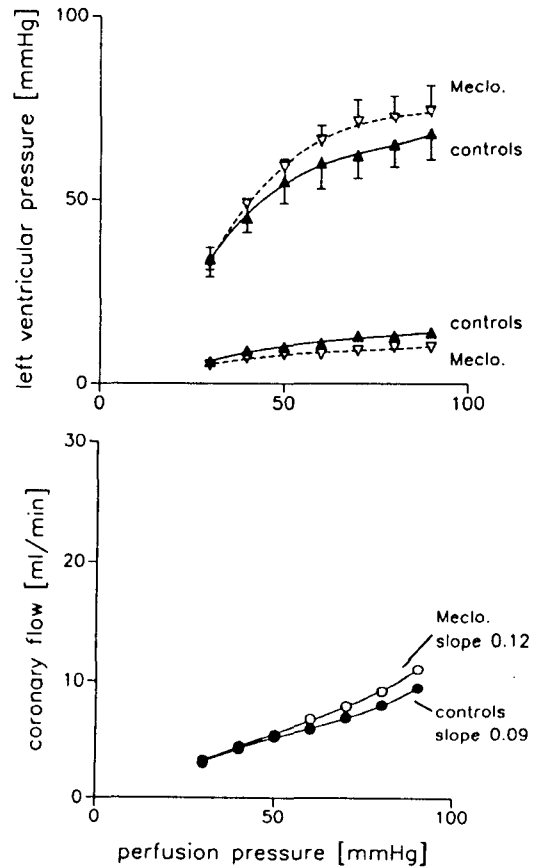 left ventricular pressure [mmHg]
100
50
0
Meclo.
controls
controls
Meclo.
0
50
100
coronary flow [ml/min]
30
20
10
0
Meclo.
slope 0.12
controls
slope 0.09
0
50
100
perfusion pressure [mmHg]